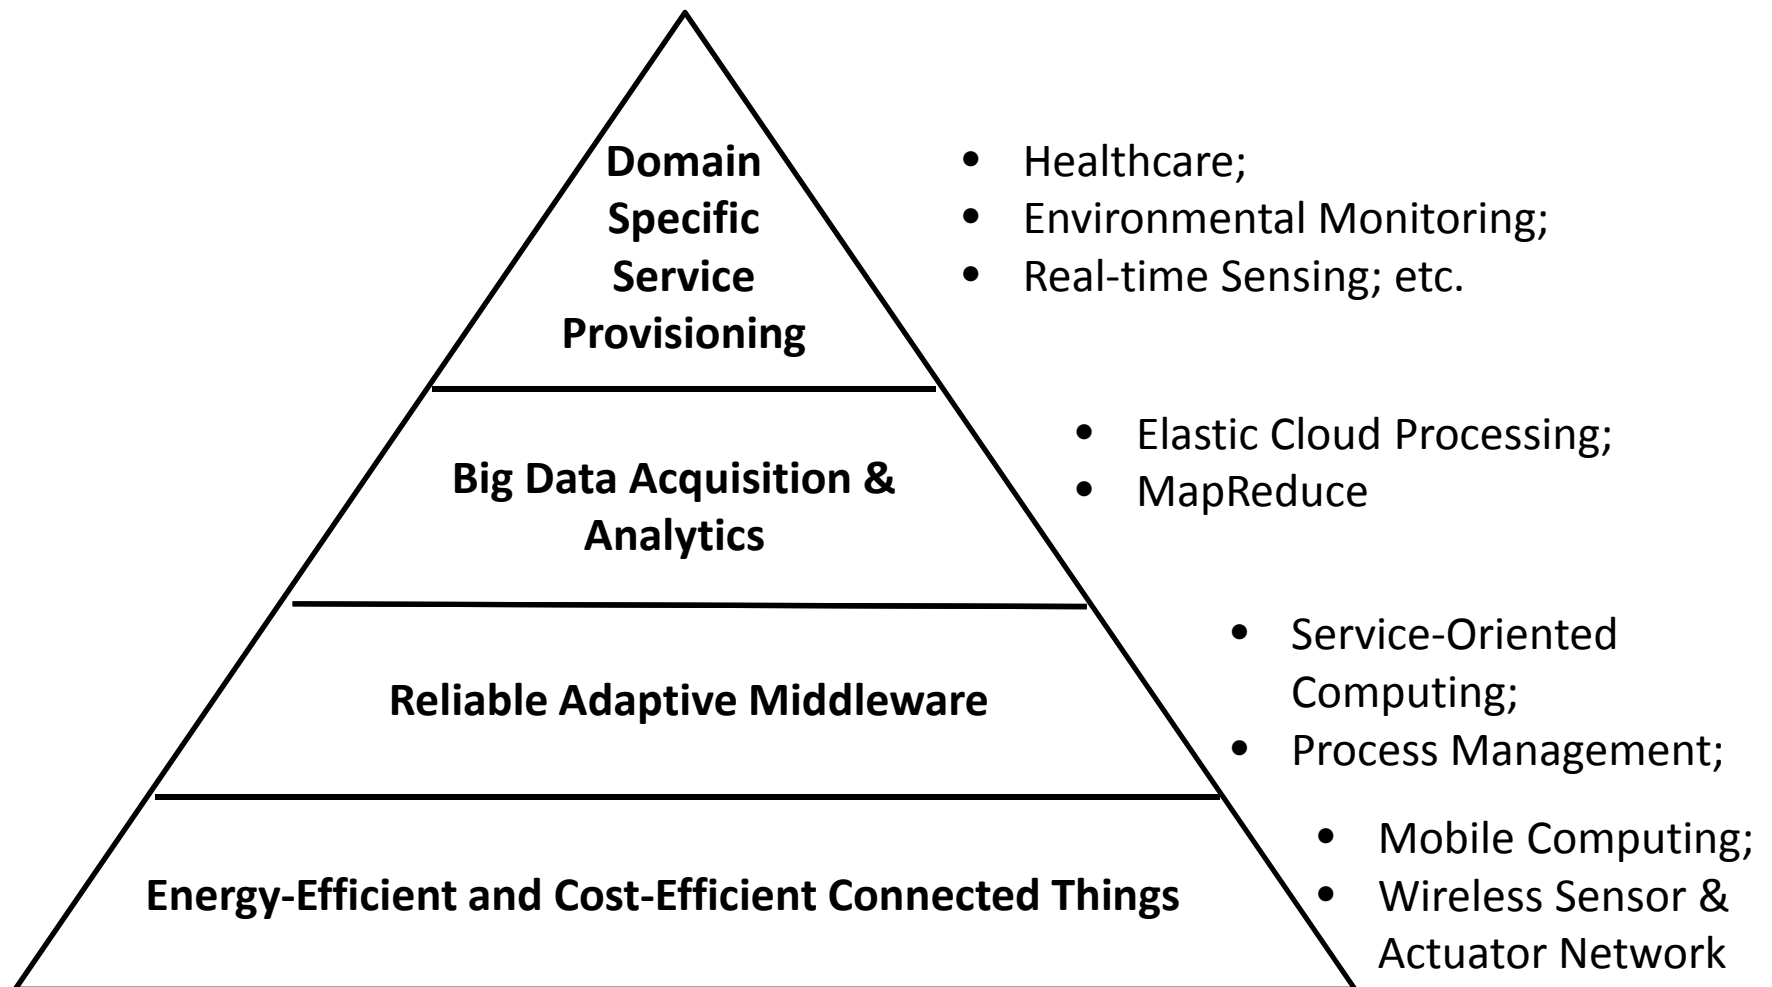 Domain
Specific
Service
Provisioning
• Healthcare;
• Environmental Monitoring;
• Real-time Sensing; etc.
Big Data Acquisition &
Analytics
• Elastic Cloud Processing;
• MapReduce
Reliable Adaptive Middleware
• Service-Oriented
Computing;
• Process Management;
Energy-Efficient and Cost-Efficient Connected Things
• Mobile Computing;
• Wireless Sensor &
Actuator Network